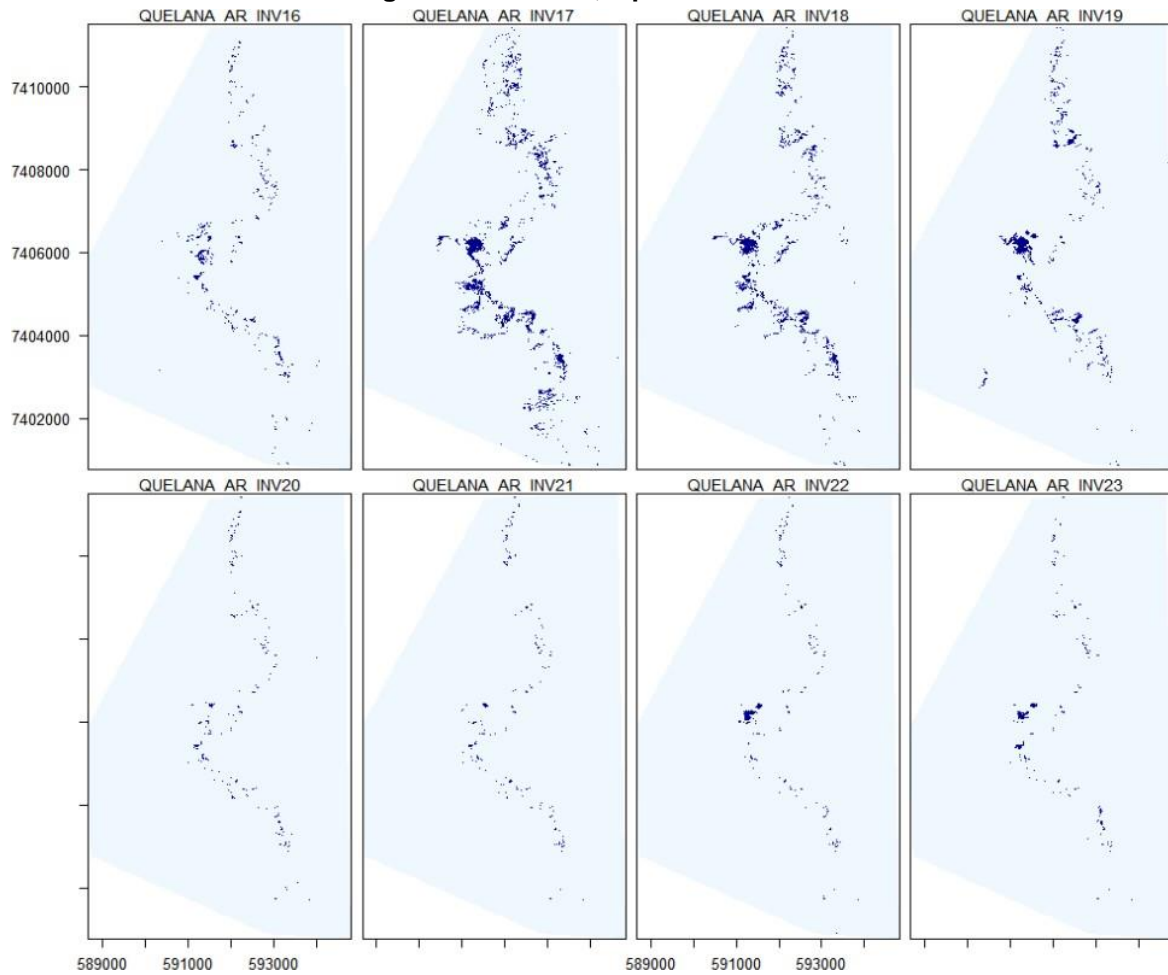 QUELANA AR INV16
QUELANA AR INV17
QUELANA AR INV18
QUELANA AR INV19
7410000
7408000
7406000
7404000
7402000
QUELANA AR INV20
QUELANA AR INV21
QUELANA AR INV22
QUELANA AR INV23
589000 591000 593000 589000 591000 593000